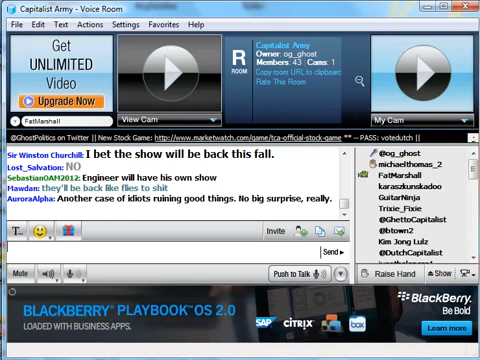 Capitalist Army - Voice Room
File Edit Text Actions Settings Favorites Help
Get
UNLIMITED
Video
Upgrade Now
FatMarshall
View Cam
R
ROOM
Capitalist Army
Owner: og_ghost
Members: 43 Cams: 1
Copy room URL to clipboard
Rate This Room
My Cam
@GhostPolitics on Twitter || New Stock Game: http://www.marketwatch.com/game/tca-official-stock-game ** -- PASS: votedutch ||
Sir Winston Churchill: I bet the show will be back this fall.
Lost_Salvation: NO
SebastianOAM2012: Engineer will have his own show
Mawdan: they'll be back like flies to shit
AuroraAlpha: Another case of idiots ruining good things. No big surprise, really.
@og_ghost
michaelthomas_2
FatMarshall
karaszkunskadoo
GuitarNinja
Trixie_Fizie
@GhettoCapitalist
@btown2
Kim Jong Lulz
@DutchCapitalist
T...
Invite
Send
Mute
Push to Talk
Raise Hand
Show
BLACKBERRY PLAYBOOK OS 2.0
LOADED WITH BUSINESS APPS.
SAP
CITRIX
box
BlackBerry.
Be Bold
Learn more